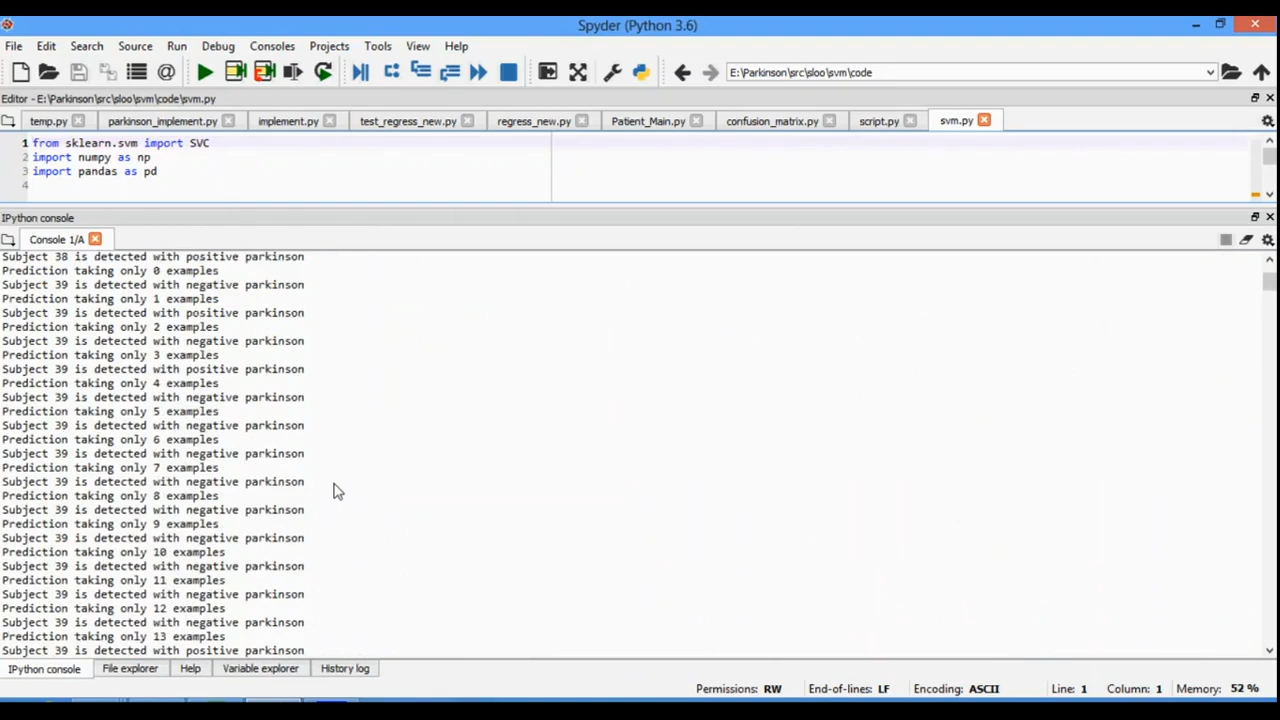 Spyder (Python 3.6)
File Edit Search Source Run Debug Consoles Projects Tools View Help
E:\Parkinson\src\sloo\svm\code
Editor - E:\Parkinson\src\sloo\svm\code\svm.py
temp.py parkinson_implement.py implement.py test_regress_new.py regress_new.py Patient_Main.py confusion_matrix.py script.py svm.py
1 from sklearn.svm import SVC
2 import numpy as np
3 import pandas as pd
4
IPython console
Console 1/A
Subject 38 is detected with positive parkinson
Prediction taking only 0 examples
Subject 39 is detected with negative parkinson
Prediction taking only 1 examples
Subject 39 is detected with positive parkinson
Prediction taking only 2 examples
Subject 39 is detected with negative parkinson
Prediction taking only 3 examples
Subject 39 is detected with positive parkinson
Prediction taking only 4 examples
Subject 39 is detected with negative parkinson
Prediction taking only 5 examples
Subject 39 is detected with negative parkinson
Prediction taking only 6 examples
Subject 39 is detected with negative parkinson
Prediction taking only 7 examples
Subject 39 is detected with negative parkinson
Prediction taking only 8 examples
Subject 39 is detected with negative parkinson
Prediction taking only 9 examples
Subject 39 is detected with negative parkinson
Prediction taking only 10 examples
Subject 39 is detected with negative parkinson
Prediction taking only 11 examples
Subject 39 is detected with negative parkinson
Prediction taking only 12 examples
Subject 39 is detected with negative parkinson
Prediction taking only 13 examples
Subject 39 is detected with positive parkinson
IPython console File explorer Help Variable explorer History log
Permissions: RW End-of-lines: LF Encoding: ASCII Line: 1 Column: 1 Memory: 52 %